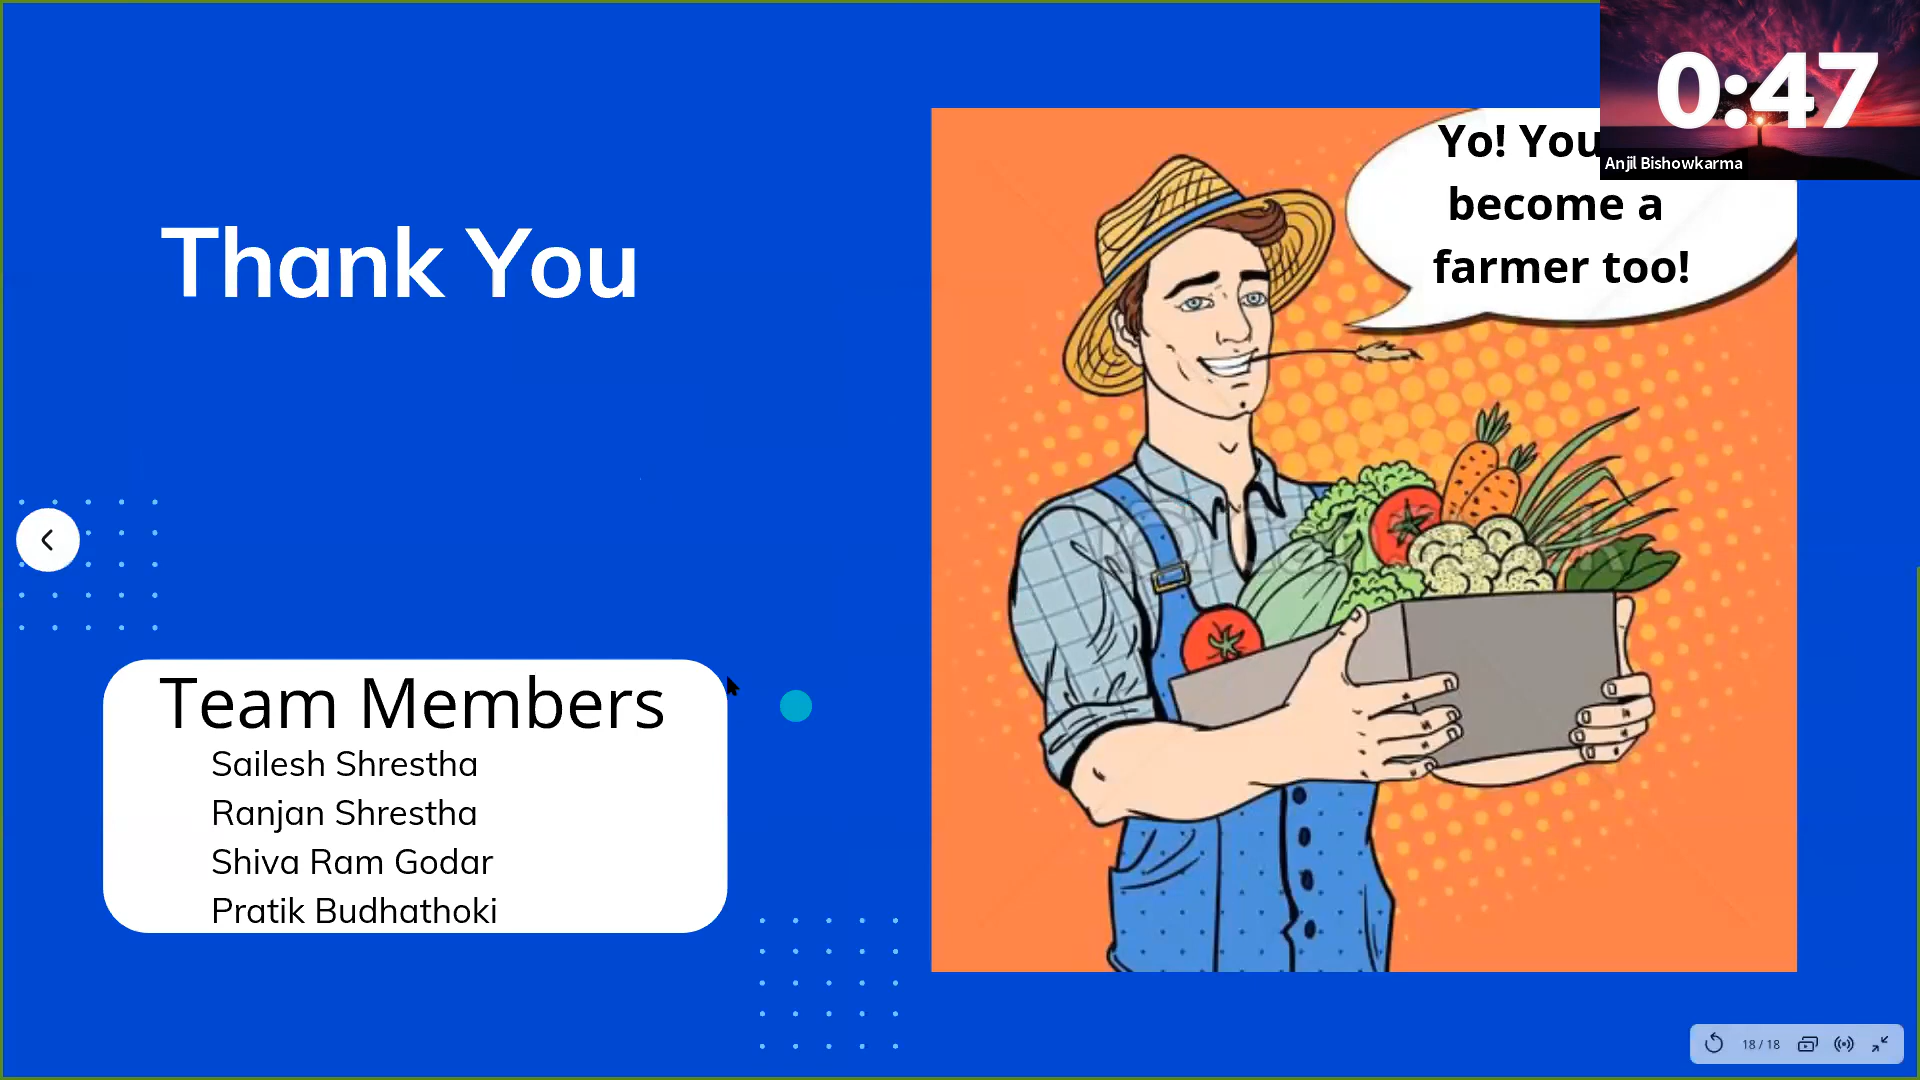 0:47
Anjil Bishowkarma
Yo! You
become a
farmer too!
Thank You
Team Members
Sailesh Shrestha
Ranjan Shrestha
Shiva Ram Godar
Pratik Budhathoki
18 / 18